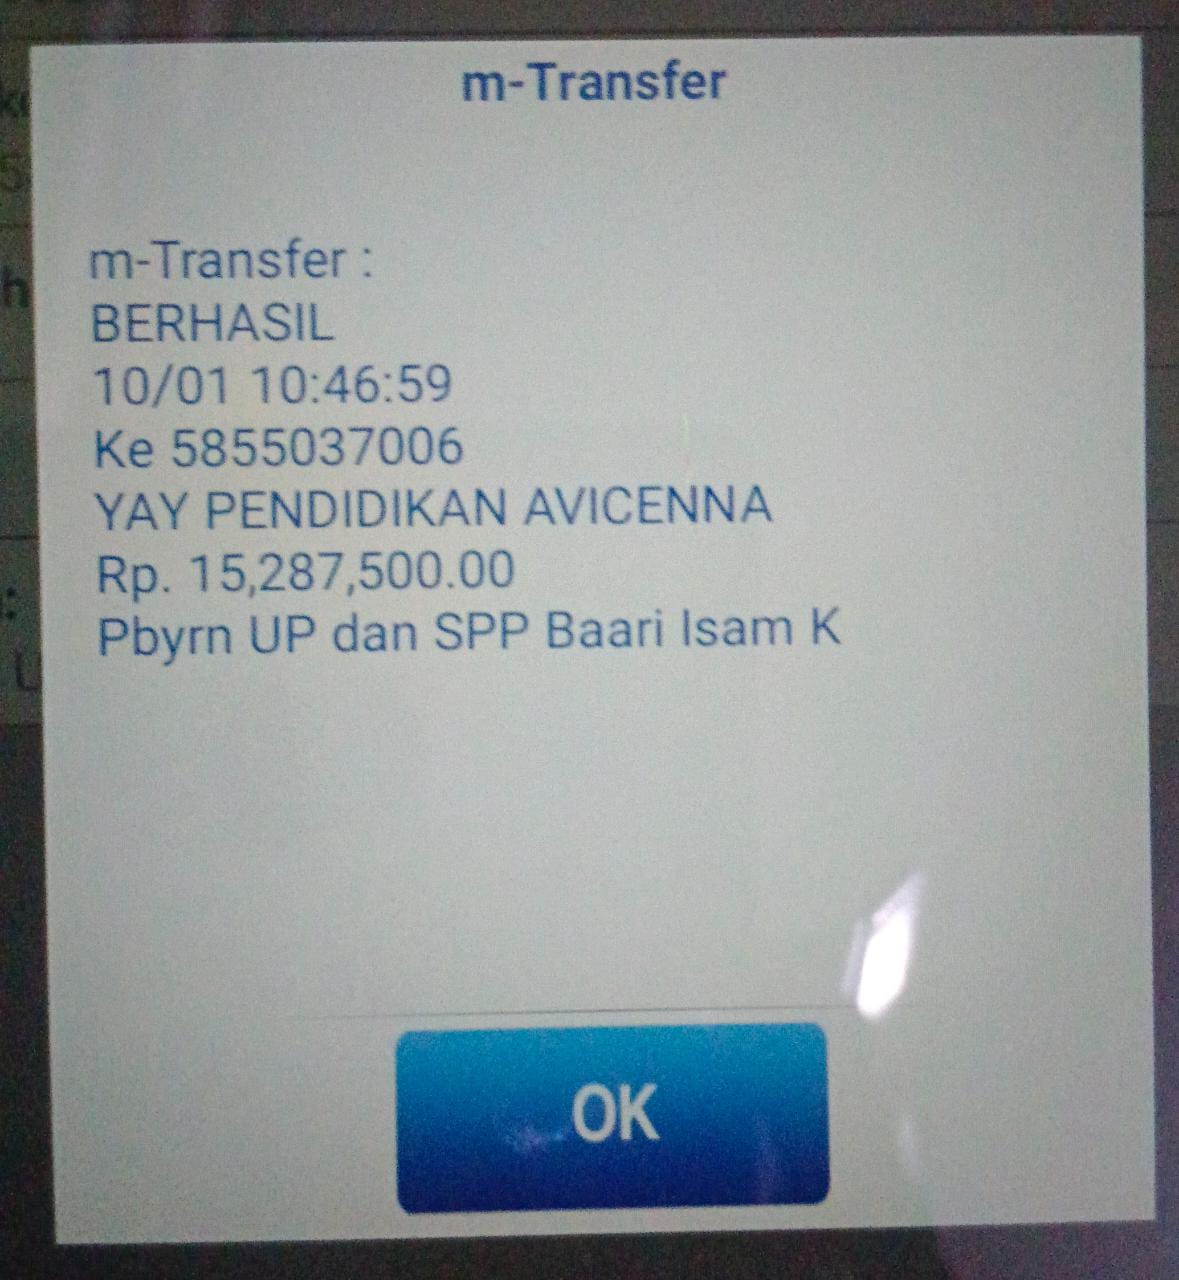 m-Transfer
m-Transfer :
BERHASIL
10/01 10:46:59
Ke 5855037006
YAY PENDIDIKAN AVICENNA
Rp. 15,287,500.00
Pbyrn UP dan SPP Baari Isam K
OK